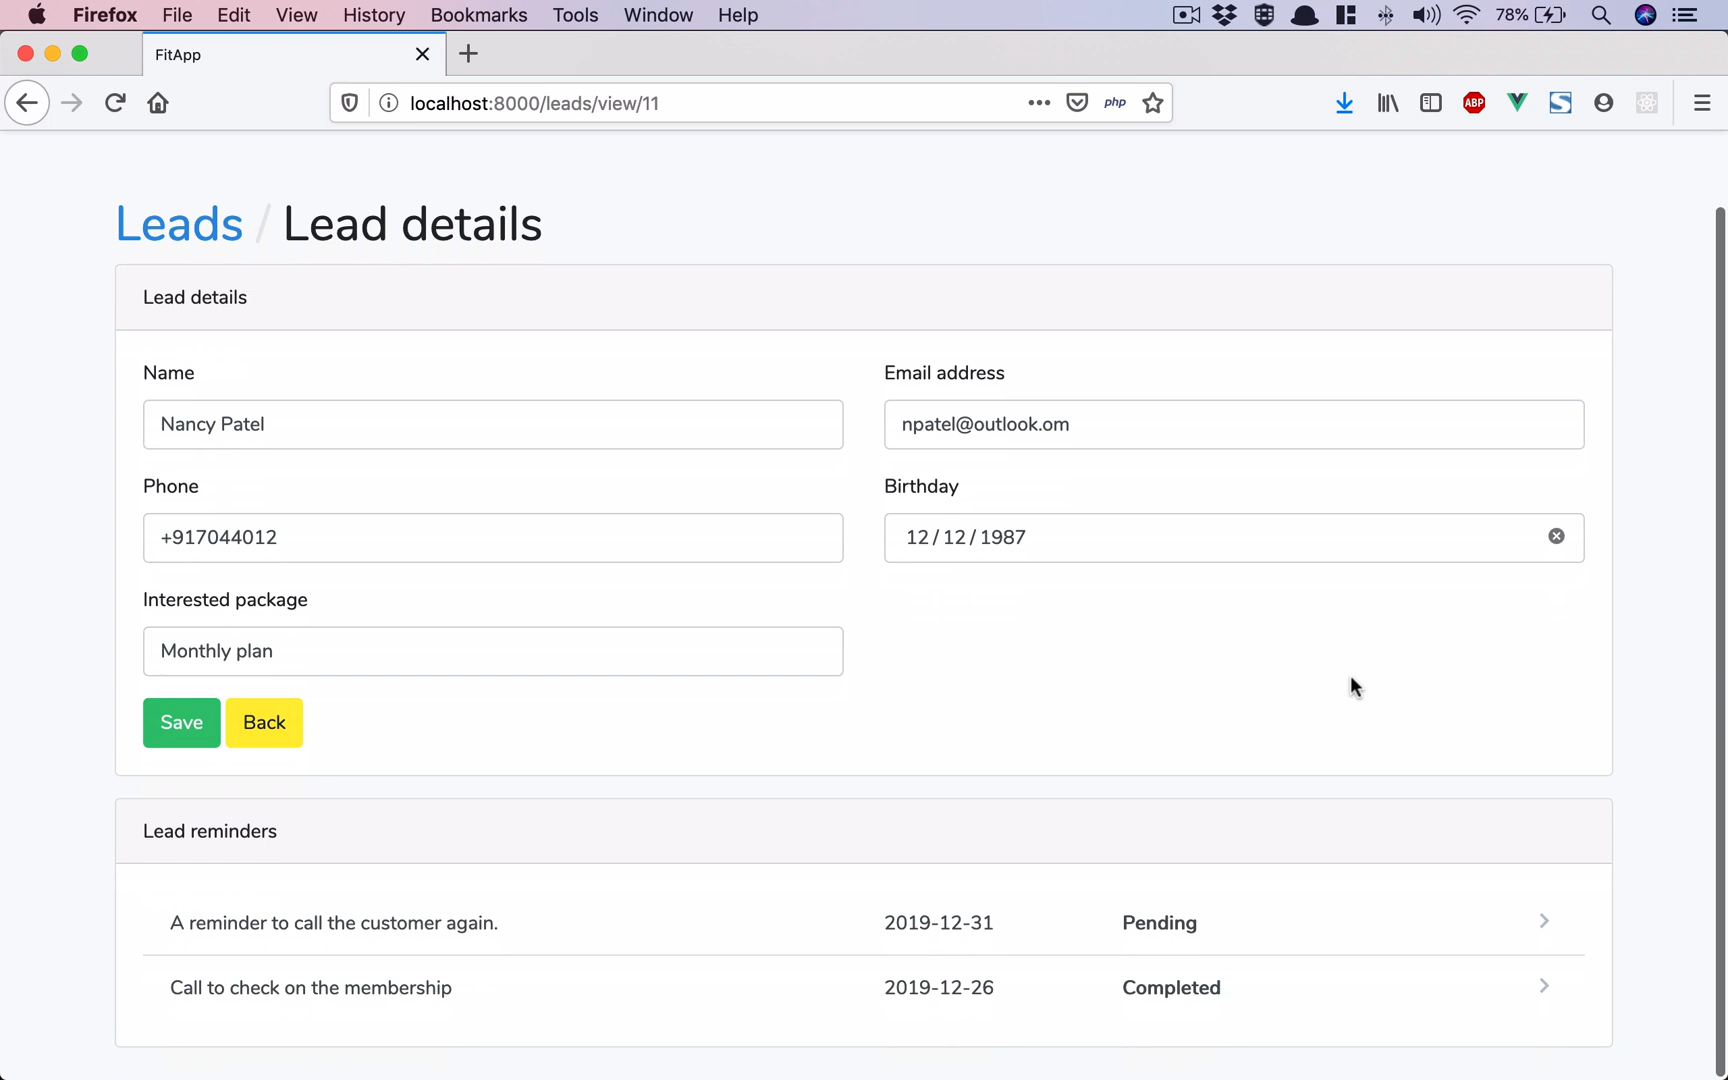 Firefox File Edit View History Bookmarks Tools Window Help 78%
FitApp
localhost:8000/leads/view/11 php ABP
Leads / Lead details
Lead details
Name Email address
Nancy Patel npatel@outlook.om
Phone Birthday
+917044012 12/12/1987
Interested package
Monthly plan
Save Back
Lead reminders
A reminder to call the customer again. 2019-12-31 Pending
Call to check on the membership 2019-12-26 Completed